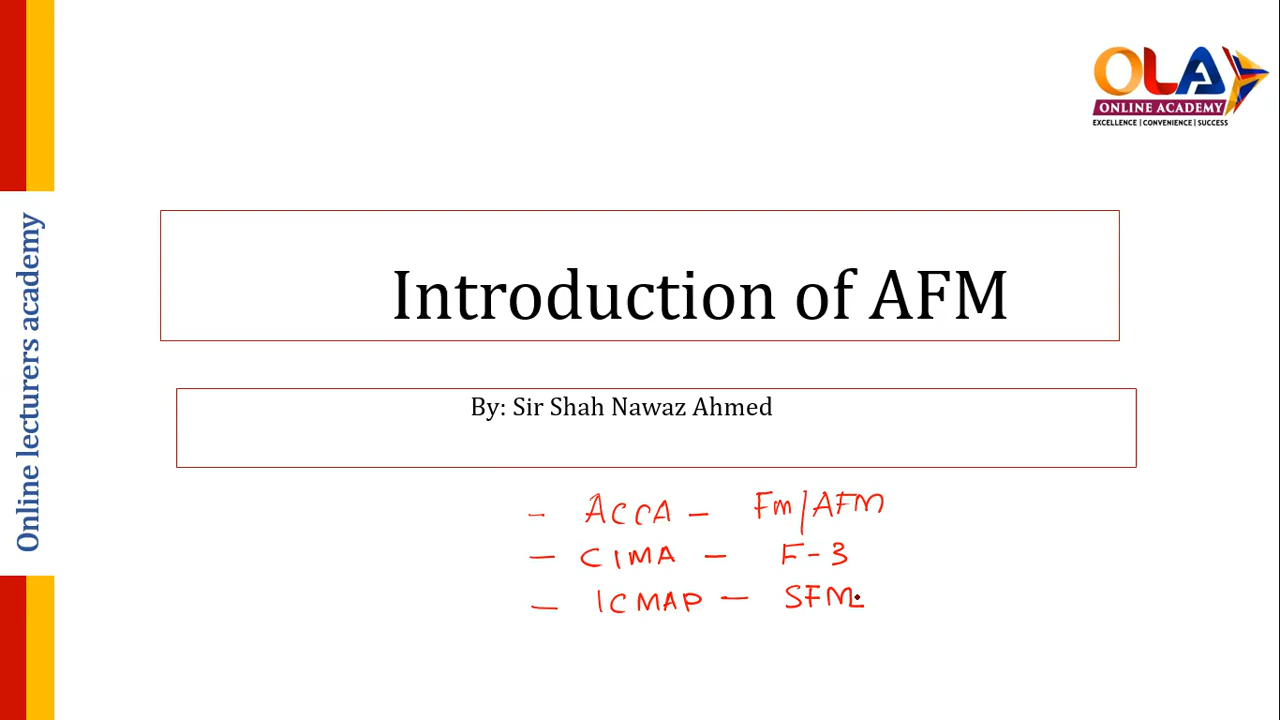 OLA
ONLINE ACADEMY
EXCELLENCE | CONVENIENCE | SUCCESS
Online lecturers academy
Introduction of AFM
By: Sir Shah Nawaz Ahmed
- ACCA - Fm/AFM
- CIMA - F-3
- ICMAP - SFM